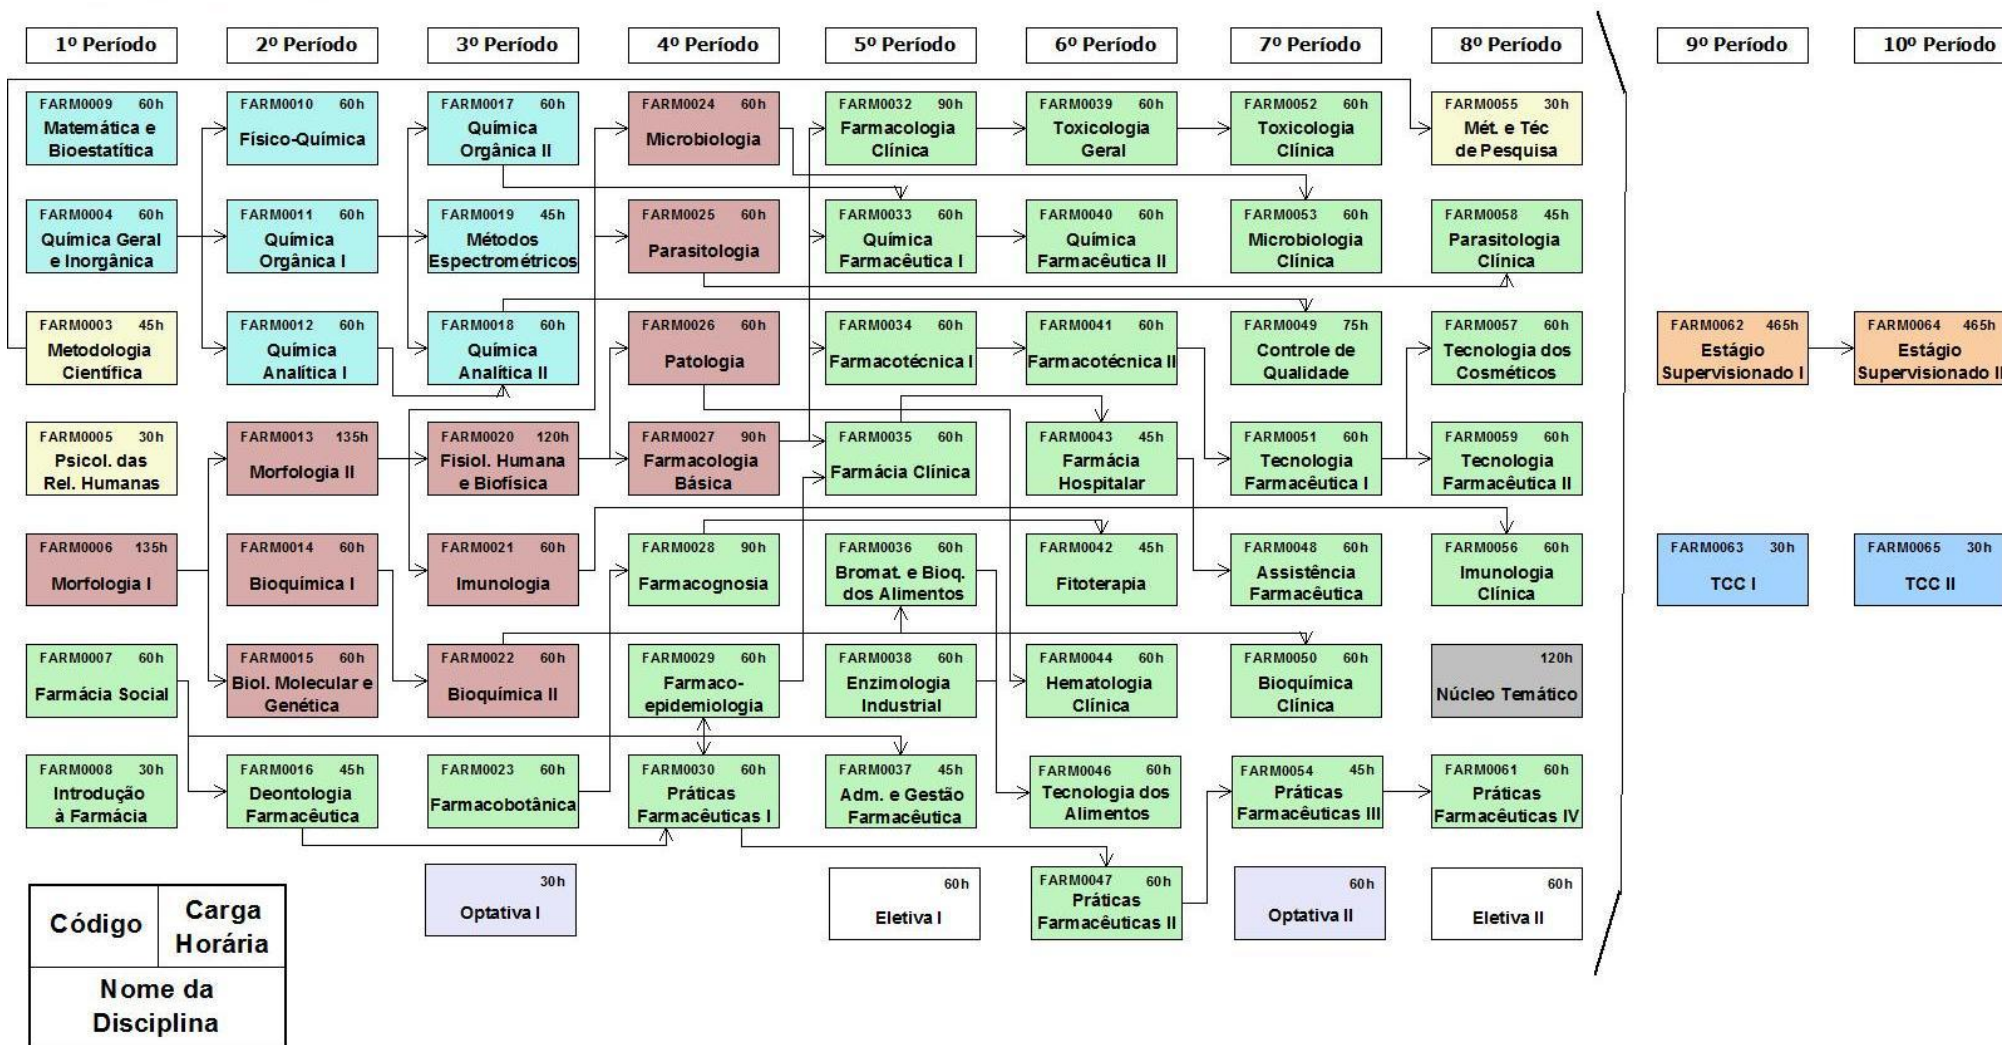 1º Período
2º Período
3º Período
4º Período
5º Período
6º Período
7º Período
8º Período
9º Período
10º Período
FARM0009 60h
Matemática e
Bioestatítica
FARM0010 60h
Físico-Química
FARM0017 60h
Química
Orgânica II
FARM0024 60h
Microbiologia
FARM0032 90h
Farmacologia
Clínica
FARM0039 60h
Toxicologia
Geral
FARM0052 60h
Toxicologia
Clínica
FARM0055 30h
Mét. e Téc
de Pesquisa
FARM0004 60h
Química Geral
e Inorgânica
FARM0011 60h
Química
Orgânica I
FARM0019 45h
Métodos
Espectrométricos
FARM0025 60h
Parasitologia
FARM0033 60h
Química
Farmacêutica I
FARM0040 60h
Química
Farmacêutica II
FARM0053 60h
Microbiologia
Clínica
FARM0058 45h
Parasitologia
Clínica
FARM0003 45h
Metodologia
Científica
FARM0012 60h
Química
Analítica I
FARM0018 60h
Química
Analítica II
FARM0026 60h
Patologia
FARM0034 60h
Farmacotécnica I
FARM0041 60h
Farmacotécnica II
FARM0049 75h
Controle de
Qualidade
FARM0057 60h
Tecnologia dos
Cosméticos
FARM0062 465h
Estágio
Supervisionado I
FARM0064 465h
Estágio
Supervisionado II
FARM0005 30h
Psicol. das
Rel. Humanas
FARM0013 135h
Morfologia II
FARM0020 120h
Fisiol. Humana
e Biofísica
FARM0027 90h
Farmacologia
Básica
FARM0035 60h
Farmácia Clínica
FARM0043 45h
Farmácia
Hospitalar
FARM0051 60h
Tecnologia
Farmacêutica I
FARM0059 60h
Tecnologia
Farmacêutica II
FARM0006 135h
Morfologia I
FARM0014 60h
Bioquímica I
FARM0021 60h
Imunologia
FARM0028 90h
Farmacognosia
FARM0036 60h
Bromat. e Bioq.
dos Alimentos
FARM0042 45h
Fitoterapia
FARM0048 60h
Assistência
Farmacêutica
FARM0056 60h
Imunologia
Clínica
FARM0063 30h
TCC I
FARM0065 30h
TCC II
FARM0007 60h
Farmácia Social
FARM0015 60h
Biol. Molecular e
Genética
FARM0022 60h
Bioquímica II
FARM0029 60h
Farmaco-
epidemiologia
FARM0038 60h
Enzimologia
Industrial
FARM0044 60h
Hematologia
Clínica
FARM0050 60h
Bioquímica
Clínica
120h
Núcleo Temático
FARM0008 30h
Introdução
à Farmácia
FARM0016 45h
Deontologia
Farmacêutica
FARM0023 60h
Farmacobotânica
FARM0030 60h
Práticas
Farmacêuticas I
FARM0037 45h
Adm. e Gestão
Farmacêutica
FARM0046 60h
Tecnologia dos
Alimentos
FARM0054 45h
Práticas
Farmacêuticas III
FARM0061 60h
Práticas
Farmacêuticas IV
30h
Optativa I
60h
Eletiva I
FARM0047 60h
Práticas
Farmacêuticas II
60h
Optativa II
60h
Eletiva II
Código
Carga
Horária
Nome da
Disciplina